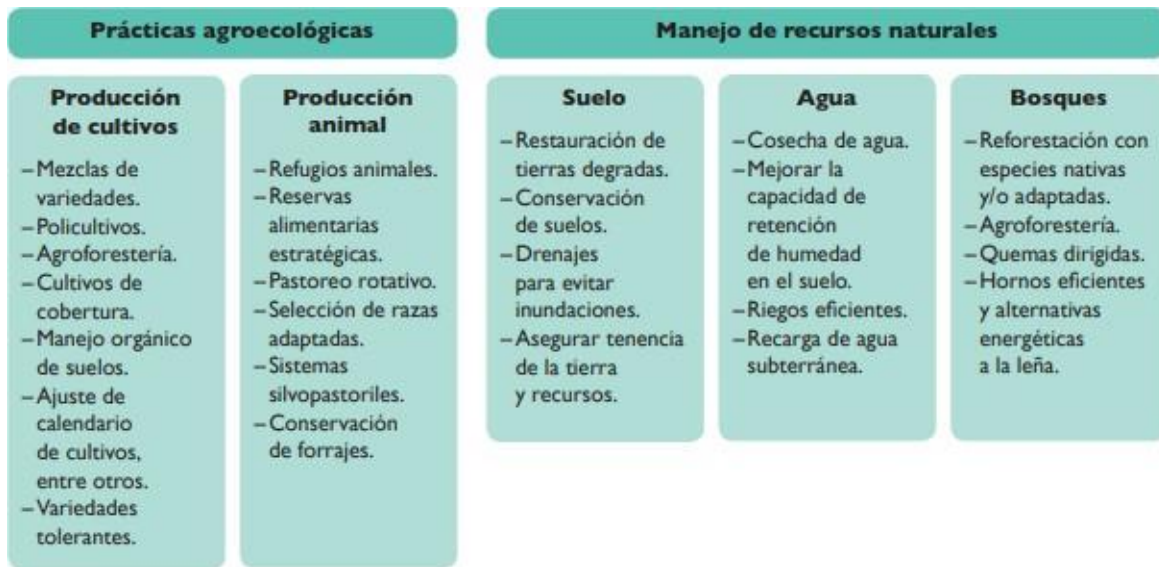 Prácticas agroecológicas
Producción
de cultivos
– Mezclas de
variedades.
– Policultivos.
– Agroforestería.
– Cultivos de
cobertura.
– Manejo orgánico
de suelos.
– Ajuste de
calendario
de cultivos,
entre otros.
– Variedades
tolerantes.
Producción
animal
– Refugios animales.
– Reservas
alimentarias
estratégicas.
– Pastoreo rotativo.
– Selección de razas
adaptadas.
– Sistemas
silvopastoriles.
– Conservación
de forrajes.
Manejo de recursos naturales
Suelo
– Restauración de
tierras degradas.
– Conservación
de suelos.
– Drenajes
para evitar
inundaciones.
– Asegurar tenencia
de la tierra
y recursos.
Agua
– Cosecha de agua.
– Mejorar la
capacidad de
retención
de humedad
en el suelo.
– Riegos eficientes.
– Recarga de agua
subterránea.
Bosques
– Reforestación con
especies nativas
y/o adaptadas.
– Agroforestería.
– Quemas dirigidas.
– Hornos eficientes
y alternativas
energéticas
a la leña.